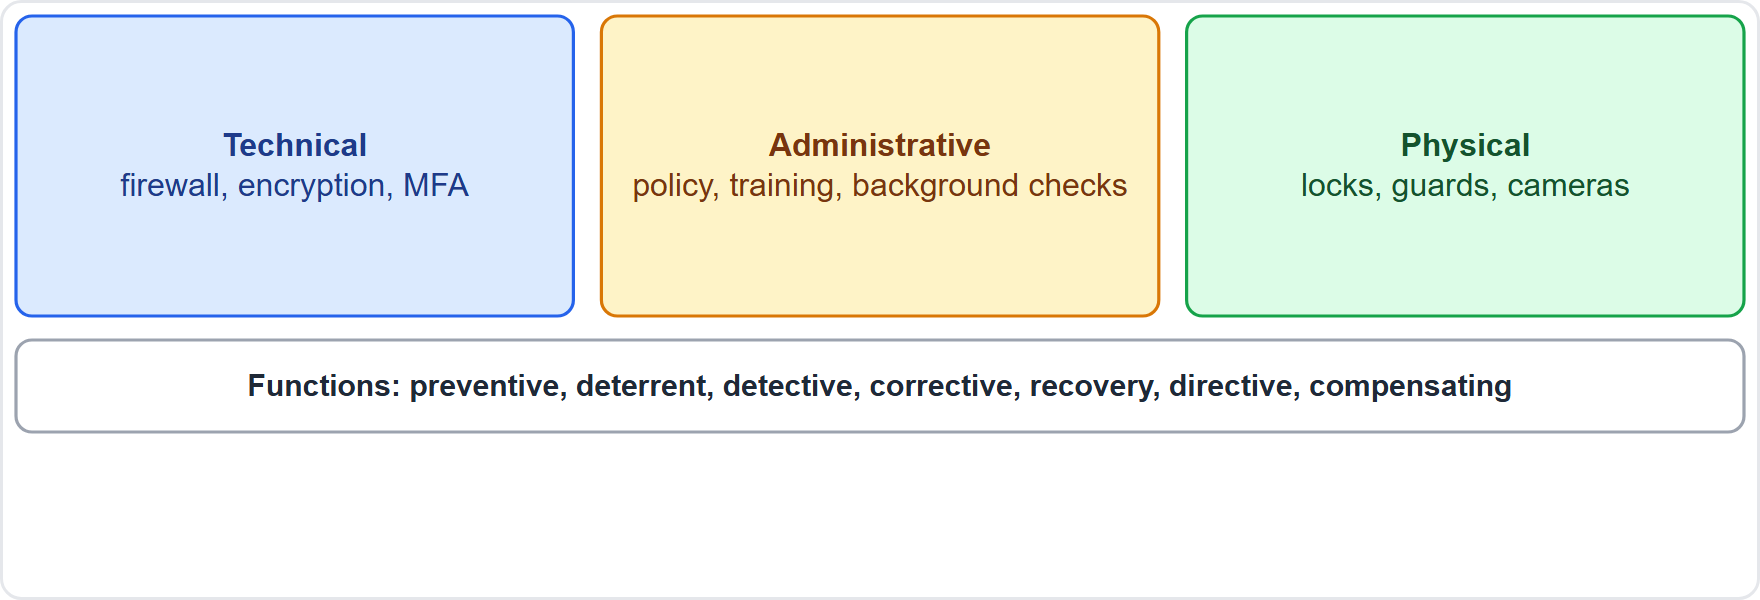 Technical
firewall, encryption, MFA
Administrative
policy, training, background checks
Physical
locks, guards, cameras
Functions: preventive, deterrent, detective, corrective, recovery, directive, compensating